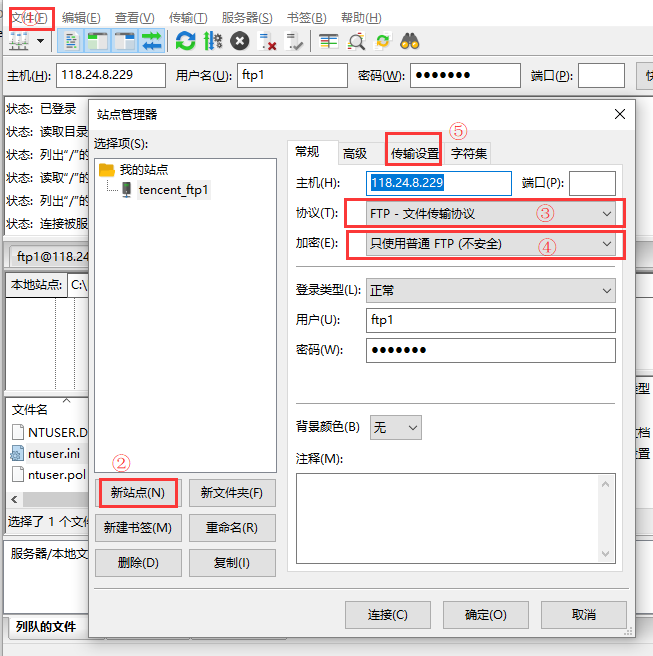 文件(F) 编辑(E) 查看(V) 传输(T) 服务器(S) 书签(B) 帮助(H)
①
主机(H): 118.24.8.229 用户名(U): ftp1 密码(W): ●●●●●●● 端口(P):
状态: 已登录
状态: 读取目录
状态: 列出“/”的
状态: 读取“/”的
状态: 列出“/”的
状态: 连接被服
ftp1@118.24
本地站点: C:\
文件名
NTUSER.D
ntuser.ini
ntuser.pol
选择了 1 个文件
服务器/本地文
列队的文件
站点管理器
选择项(S):
我的站点
tencent_ftp1
②
新站点(N) 新文件夹(F)
新建书签(M) 重命名(R)
删除(D) 复制(I)
⑤
常规 高级 传输设置 字符集
主机(H): 118.24.8.229 端口(P):
协议(T): FTP - 文件传输协议 ③
加密(E): 只使用普通 FTP (不安全) ④
登录类型(L): 正常
用户(U): ftp1
密码(W): ●●●●●●●
背景颜色(B) 无
注释(M):
连接(C) 确定(O) 取消